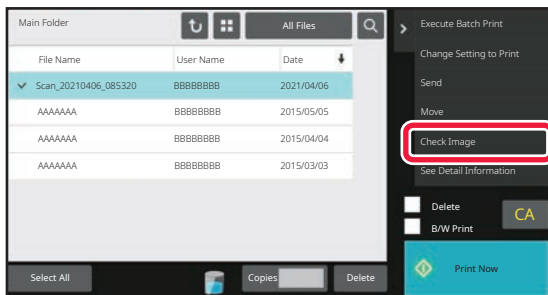 Main Folder
All Files
File Name User Name Date
Scan_20210406_085320 BBBBBBBB 2021/04/06
AAAAAAA BBBBBBBB 2015/05/05
AAAAAAA BBBBBBBB 2015/04/04
AAAAAAA BBBBBBBB 2015/03/03
Select All
Copies
Delete
Execute Batch Print
Change Setting to Print
Send
Move
Check Image
See Detail Information
Delete
B/W Print
CA
Print Now